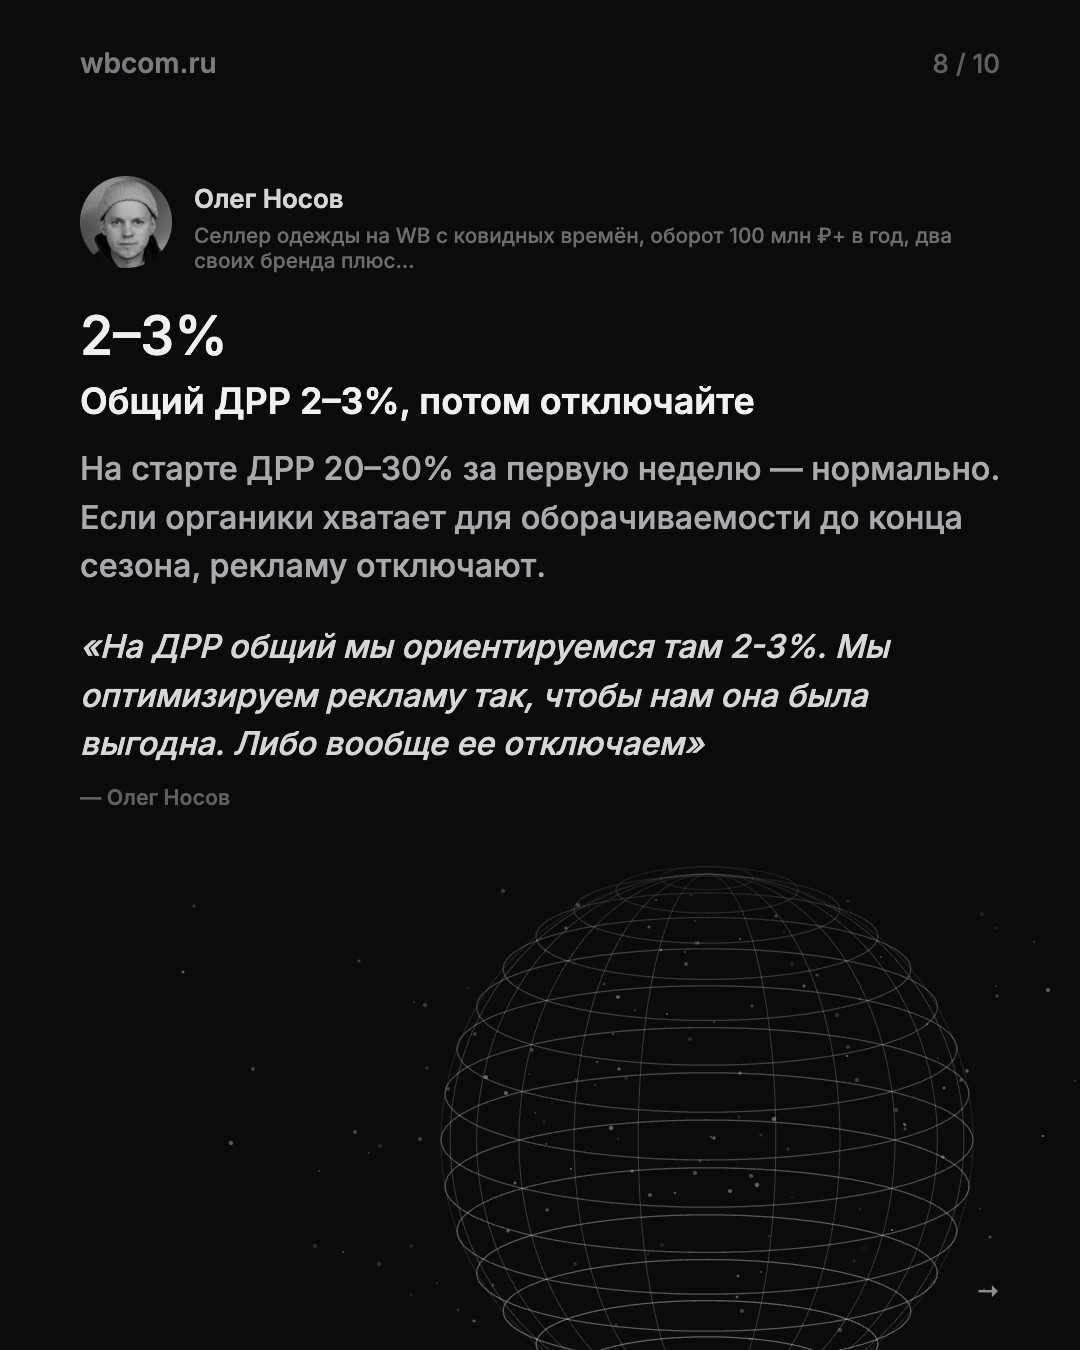 wbcom.ru
8 / 10
Олег Носов
Селлер одежды на WB с ковидных времён, оборот 100 млн ₽+ в год, два
своих бренда плюс...
2–3%
Общий ДРР 2–3%, потом отключайте
На старте ДРР 20–30% за первую неделю — нормально.
Если органики хватает для оборачиваемости до конца
сезона, рекламу отключают.
«На ДРР общий мы ориентируемся там 2-3%. Мы
оптимизируем рекламу так, чтобы нам она была
выгодна. Либо вообще ее отключаем»
— Олег Носов
→